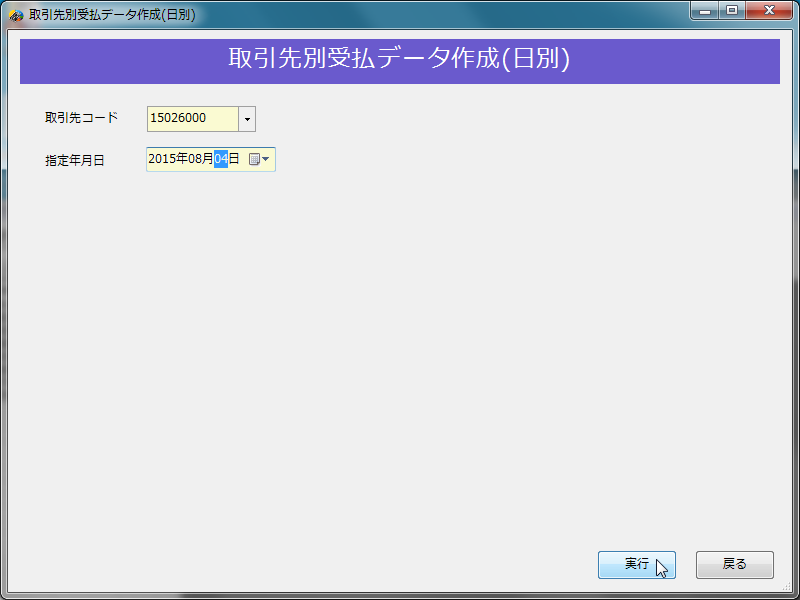 取引先別受払データ作成(日別)
取引先別受払データ作成(日別)
取引先コード 15026000
指定年月日 2015年08月04日
実行 戻る